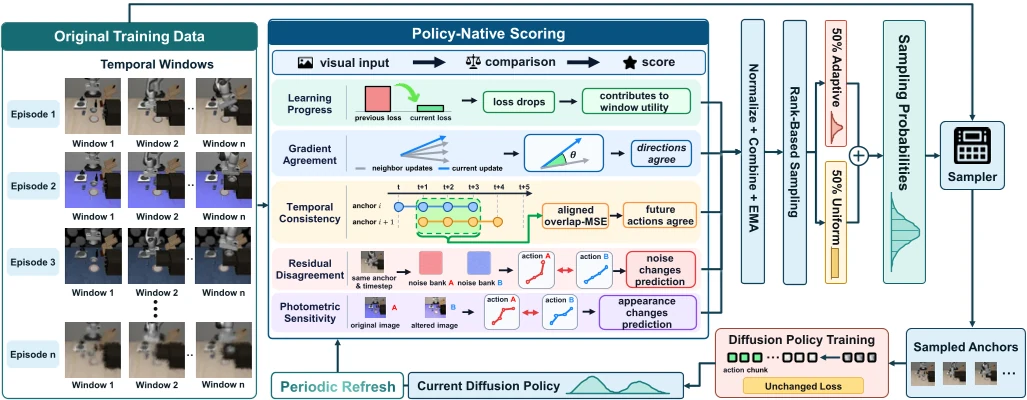 Original Training Data
Temporal Windows
Episode 1
Window 1 Window 2 Window n
Episode 2
Window 1 Window 2 Window n
Episode 3
Window 1 Window 2 Window n
Episode n
Window 1 Window 2 Window n
Policy-Native Scoring
visual input comparison score
Learning
Progress
previous loss current loss
loss drops
contributes to
window utility
Gradient
Agreement
neighbor updates current update
θ
directions
agree
Temporal
Consistency
t t+1 t+2 t+3 t+4 t+5
anchor i
anchor i + 1
aligned
overlap-MSE
future
actions agree
Residual
Disagreement
same anchor
& timestep
noise bank A noise bank B
action A action B
noise
changes
prediction
Photometric
Sensitivity
original image A
altered image B
action A action B
appearance
changes
prediction
Normalize + Combine + EMA
Rank-Based Sampling
50% Adaptive
50% Uniform
Sampling Probabilities
Sampler
Sampled Anchors
Diffusion Policy Training
action chunk
Unchanged Loss
Current Diffusion Policy
Periodic Refresh